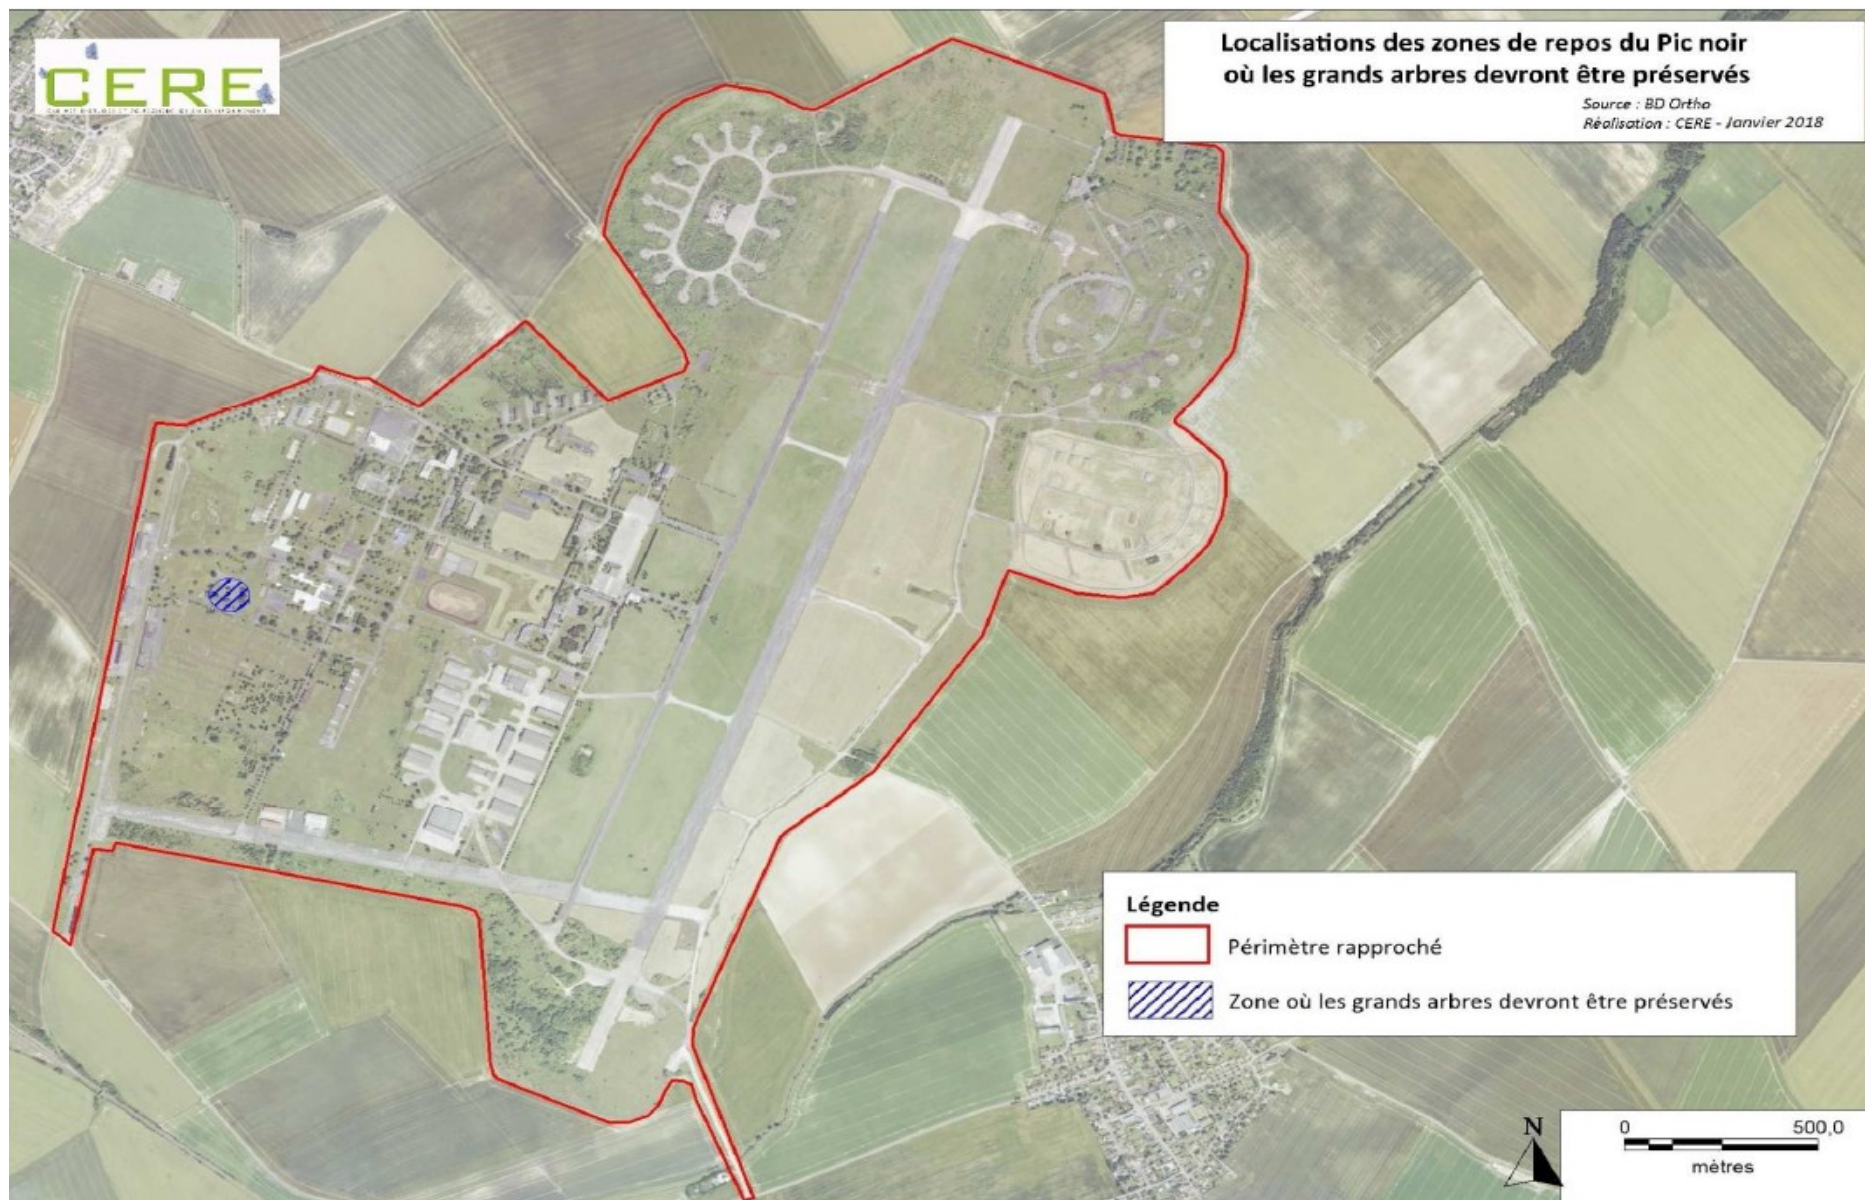 CERE
Localisations des zones de repos du Pic noir
où les grands arbres devront être préservés
Source : BD Ortho
Réalisation : CERE - Janvier 2018
Légende
Périmètre rapproché
Zone où les grands arbres devront être préservés
N
0 500,0
mètres